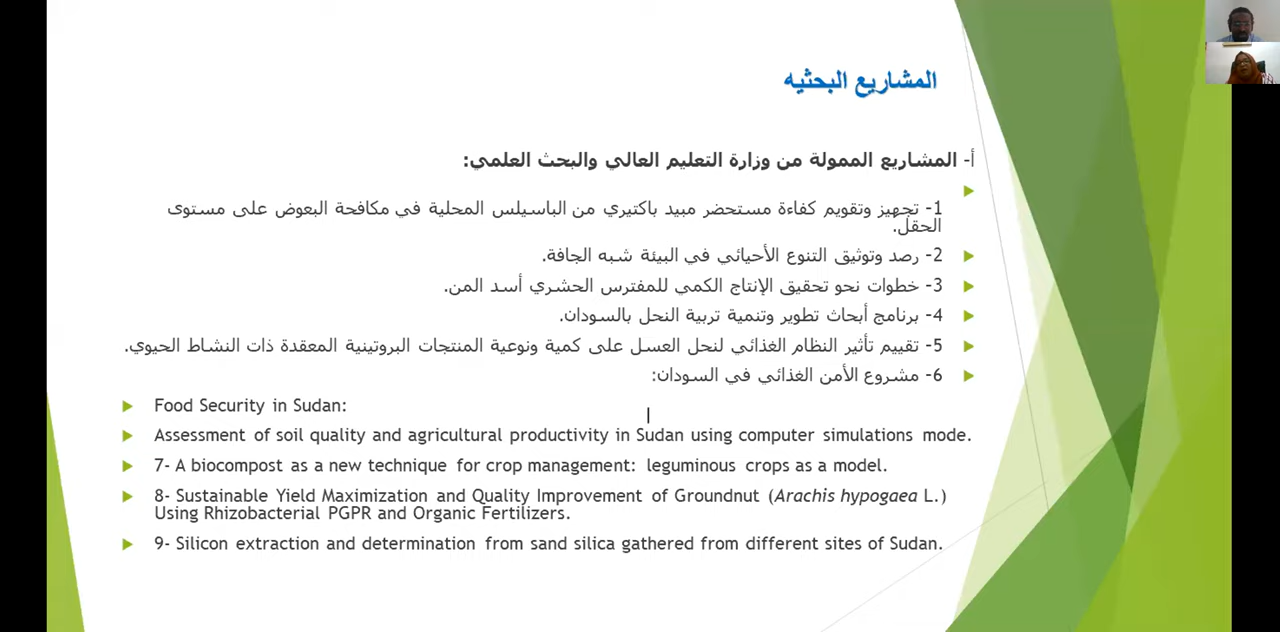 المشاريع البحثيه
أ- المشاريع الممولة من وزارة التعليم العالي والبحث العلمي:
1- تجهيز وتقويم كفاءة مستحضر مبيد باكتيري من الباسيلس المحلية في مكافحة البعوض على مستوى
الحقل.
2- رصد وتوثيق التنوع الأحيائي في البيئة شبه الجافة.
3- خطوات نحو تحقيق الإنتاج الكمي للمفترس الحشري أسد المن.
4- برنامج أبحاث تطوير وتنمية تربية النحل بالسودان.
5- تقييم تأثير النظام الغذائي لنحل العسل على كمية ونوعية المنتجات البروتينية المعقدة ذات النشاط الحيوي.
6- مشروع الأمن الغذائي في السودان:
Food Security in Sudan:
Assessment of soil quality and agricultural productivity in Sudan using computer simulations mode.
7- A biocompost as a new technique for crop management: leguminous crops as a model.
8- Sustainable Yield Maximization and Quality Improvement of Groundnut (Arachis hypogaea L.)
Using Rhizobacterial PGPR and Organic Fertilizers.
9- Silicon extraction and determination from sand silica gathered from different sites of Sudan.